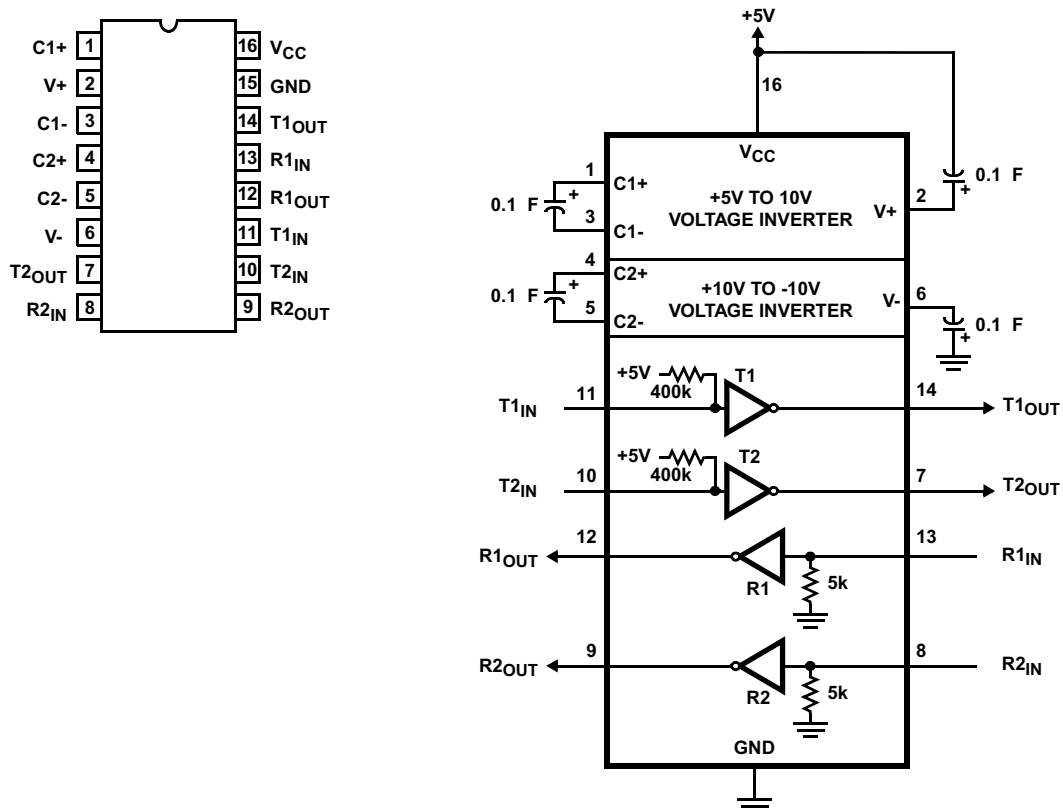 C1+ 1
V+ 2
C1- 3
C2+ 4
C2- 5
V- 6
T2OUT 7
R2IN 8
16 VCC
15 GND
14 T1OUT
13 R1IN
12 R1OUT
11 T1IN
10 T2IN
9 R2OUT
+5V
16
VCC
1
C1+
+
0.1 F
3
C1-
+5V TO 10V
VOLTAGE INVERTER
V+
2
+
0.1 F
4
C2+
+
0.1 F
5
C2-
+10V TO -10V
VOLTAGE INVERTER
V-
6
+
0.1 F
+5V
400k
T1
T1IN
11
14
T1OUT
+5V
400k
T2
T2IN
10
7
T2OUT
R1OUT
12
R1
5k
13
R1IN
R2OUT
9
R2
5k
8
R2IN
GND